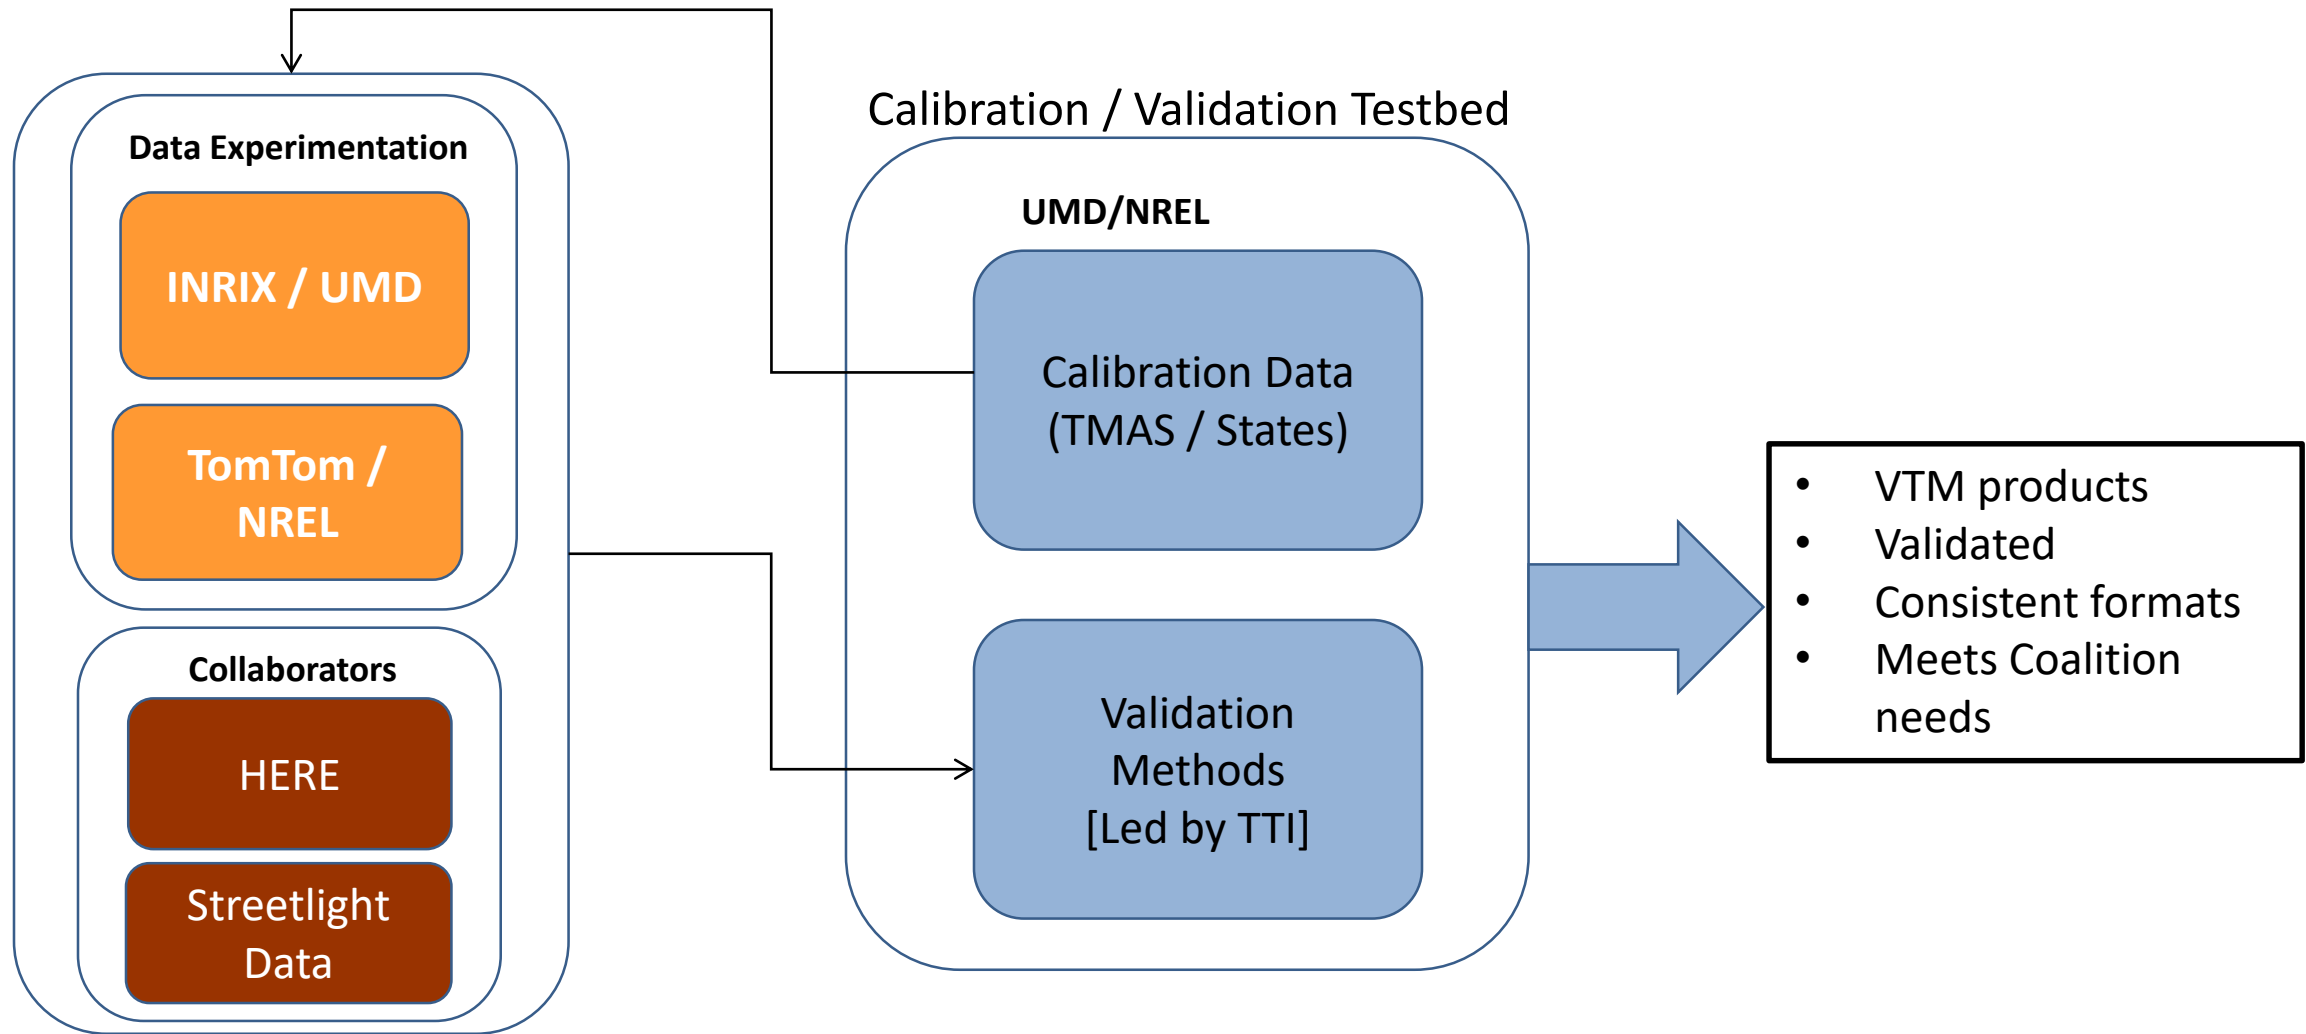 Data Experimentation
INRIX / UMD
TomTom /
NREL
Collaborators
HERE
Streetlight
Data
Calibration / Validation Testbed
UMD/NREL
Calibration Data
(TMAS / States)
Validation
Methods
[Led by TTI]
• VTM products
• Validated
• Consistent formats
• Meets Coalition
needs